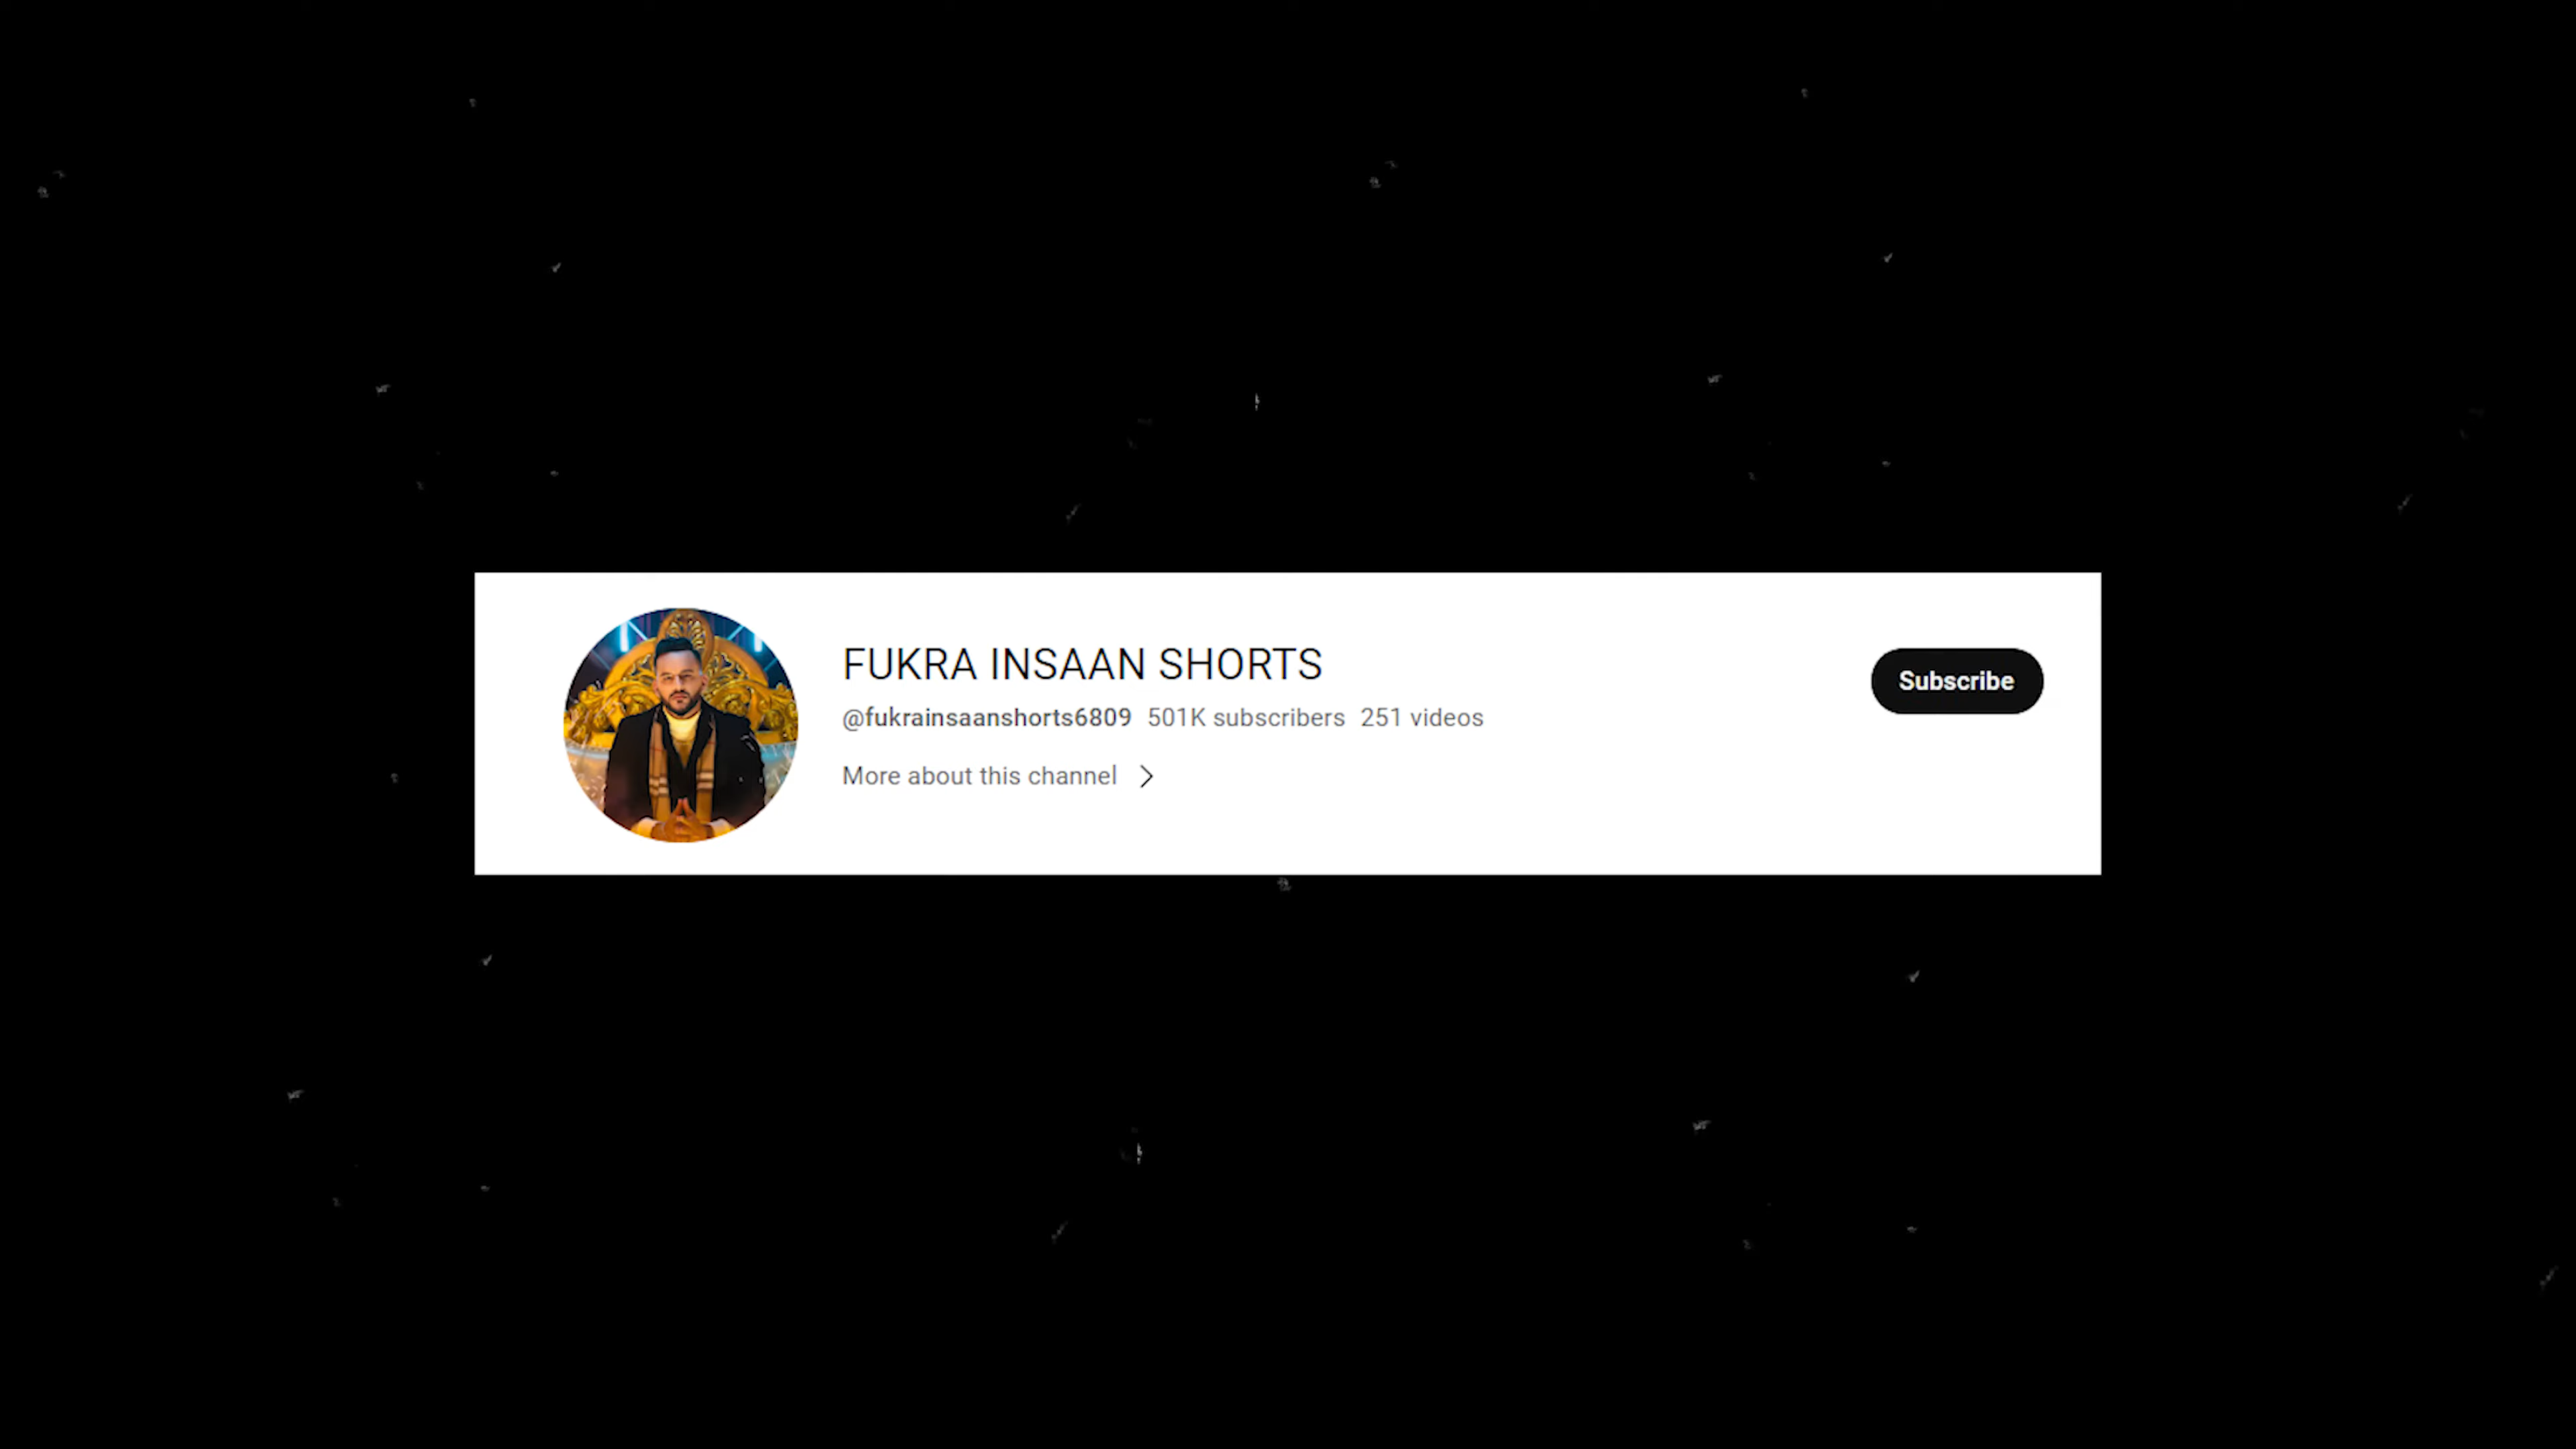 FUKRA INSAAN SHORTS
@fukrainsaanshorts6809 501K subscribers 251 videos
More about this channel
Subscribe